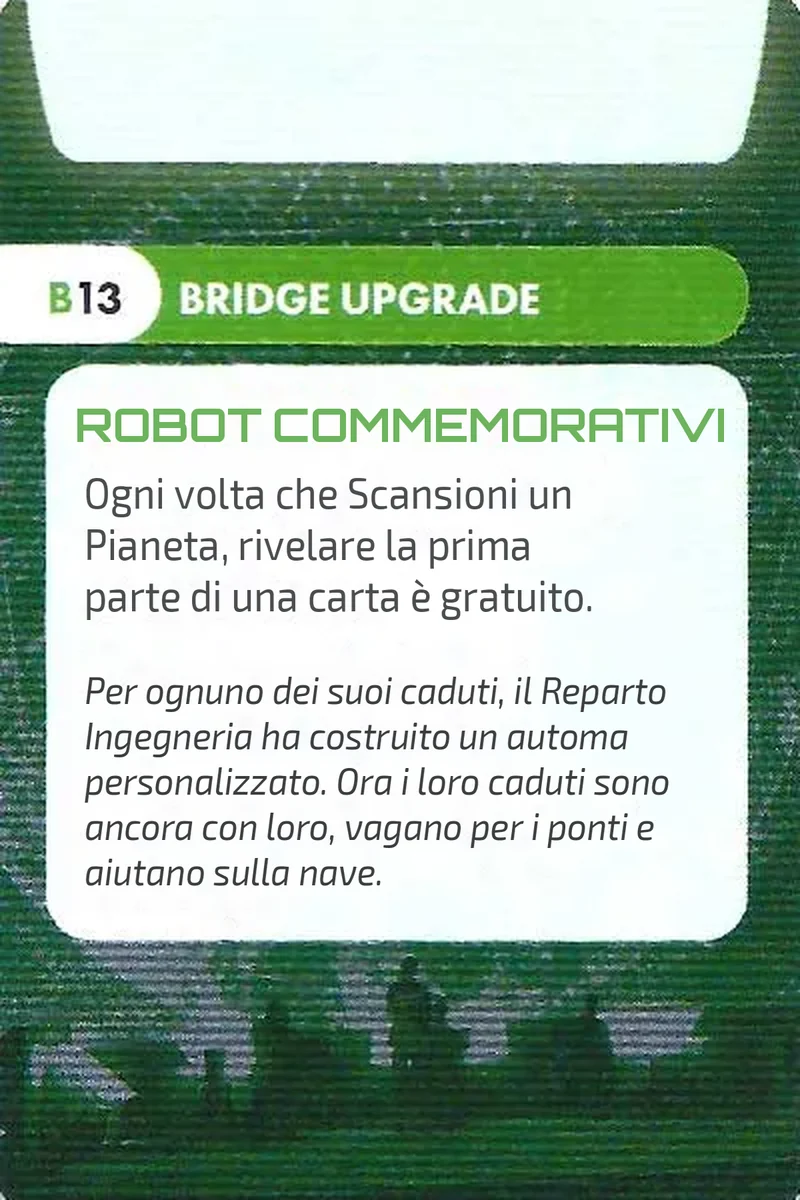 B13 BRIDGE UPGRADE
ROBOT COMMEMORATIVI
Ogni volta che Scansioni un
Pianeta, rivelare la prima
parte di una carta è gratuito.
Per ognuno dei suoi caduti, il Reparto
Ingegneria ha costruito un automa
personalizzato. Ora i loro caduti sono
ancora con loro, vagano per i ponti e
aiutano sulla nave.